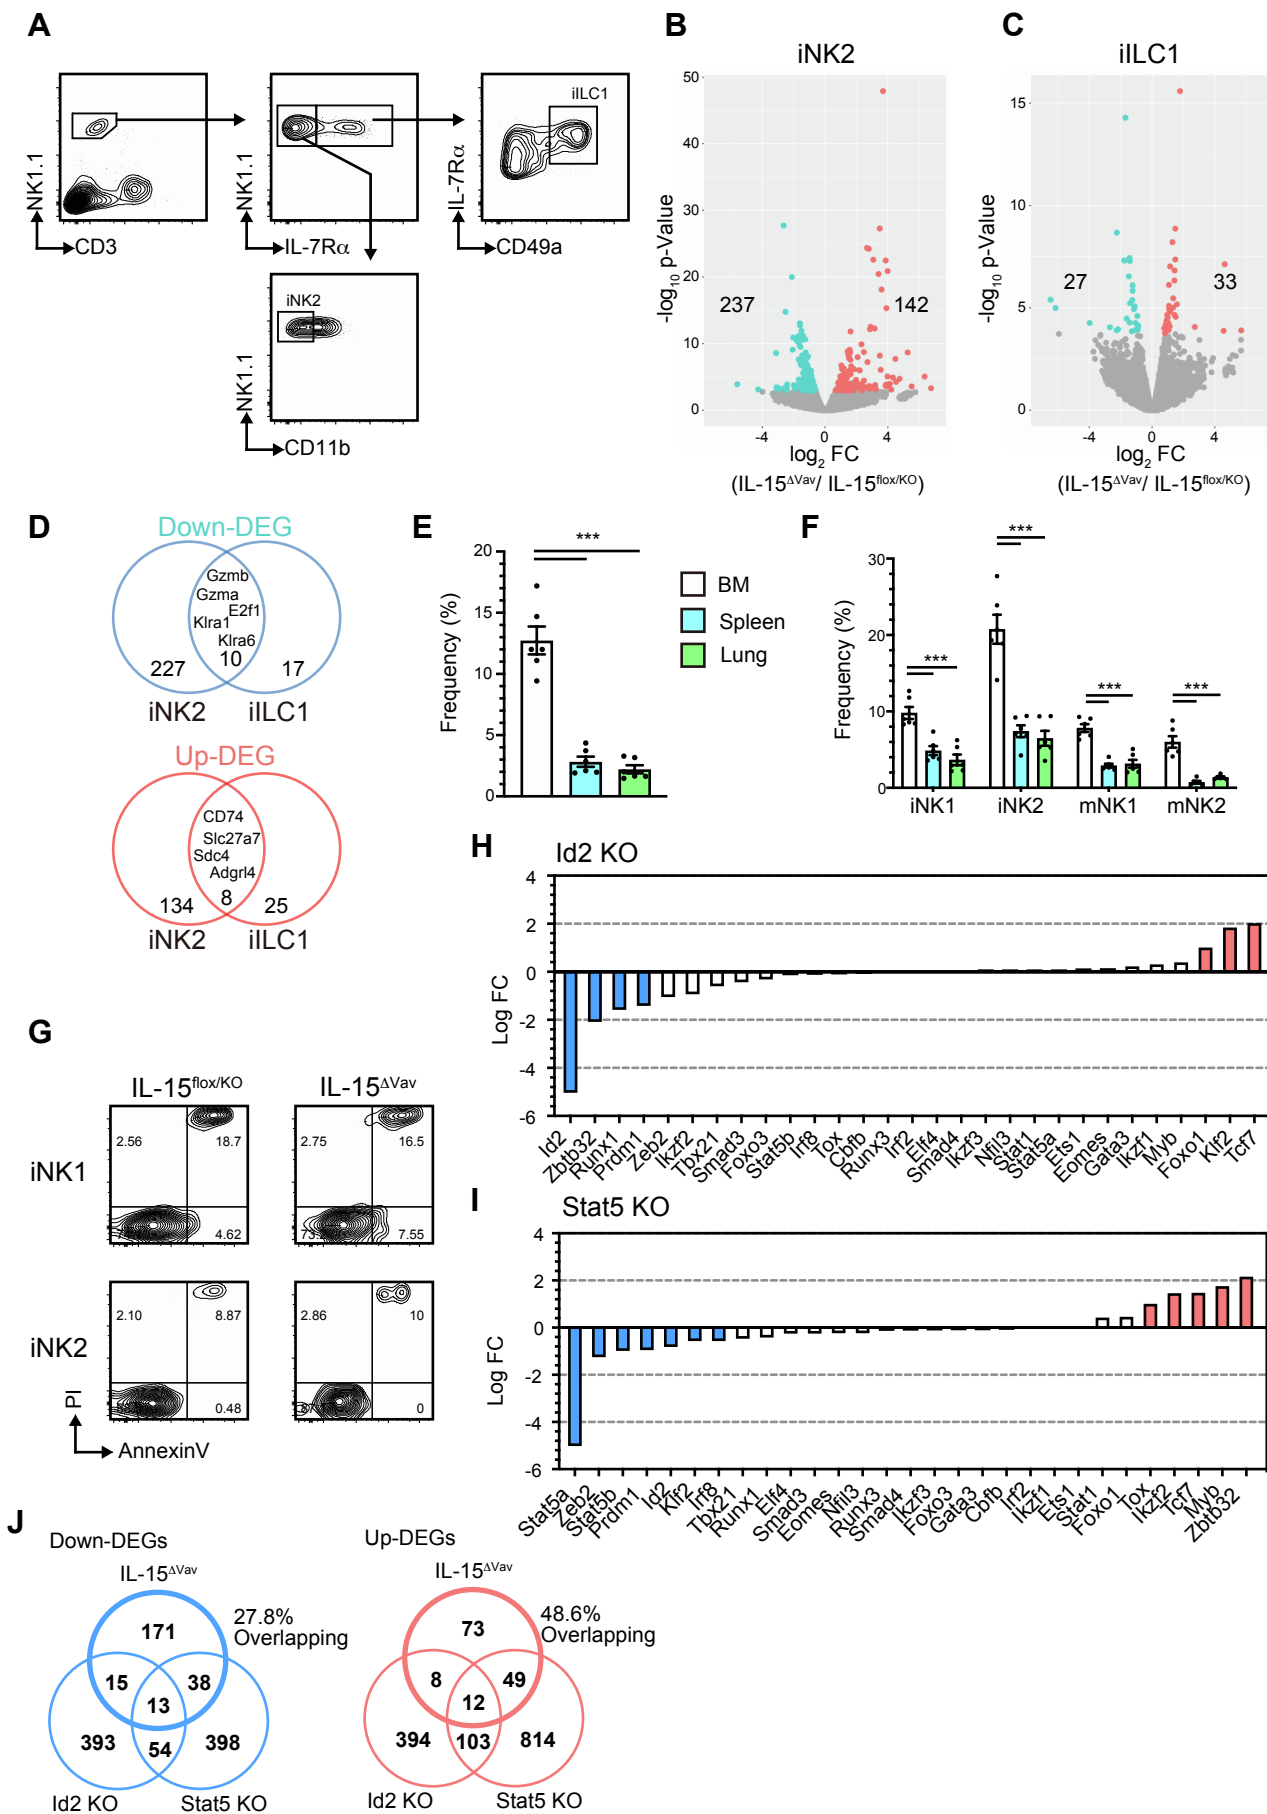 A
NK1.1
CD3
NK1.1
IL-7Rα
iILC1
IL-7Rα
CD49a
iNK2
NK1.1
CD11b
B
iNK2
50
40
30
20
10
0
-log10 p-Value
237
142
-4
0
4
log2 FC
(IL-15ΔVav/ IL-15flox/KO)
C
iILC1
15
10
5
0
-log10 p-Value
27
33
-4
0
4
log2 FC
(IL-15ΔVav/ IL-15flox/KO)
D
Down-DEG
Gzmb
Gzma
E2f1
Klra1
Klra6
227
10
17
iNK2
iILC1
Up-DEG
CD74
Slc27a7
Sdc4
Adgrl4
134
8
25
iNK2
iILC1
E
***
20
15
10
5
0
Frequency (%)
BM
Spleen
Lung
F
***
***
***
***
30
20
10
0
Frequency (%)
iNK1
iNK2
mNK1
mNK2
G
IL-15flox/KO
IL-15ΔVav
iNK1
2.56
18.7
4.62
2.75
16.5
7.55
iNK2
2.10
8.87
0.48
2.86
10
0
PI
AnnexinV
H
Id2 KO
4
2
0
-2
-4
-6
Log FC
Id2
Zbtb32
Runx1
Prdm1
Zeb2
Ikzf2
Tbx21
Smad3
Foxo3
Stat5b
Irf8
Tox
Cbfb
Runx3
Irf2
Elf4
Smad4
Ikzf3
Nfil3
Stat1
Stat5a
Ets1
Eomes
Gata3
Ikzf1
Myb
Foxo1
Klf2
Tcf7
I
Stat5 KO
4
2
0
-2
-4
-6
Log FC
Stat5a
Zeb2
Stat5b
Prdm1
Id2
Klf2
Irf8
Tbx21
Runx1
Elf4
Smad3
Eomes
Nfil3
Runx3
Smad4
Ikzf3
Foxo3
Gata3
Cbfb
Irf2
Ikzf1
Ets1
Stat1
Foxo1
Tox
Ikzf2
Tcf7
Myb
Zbtb32
J
Down-DEGs
IL-15ΔVav
27.8%
Overlapping
171
15
38
13
393
54
398
Id2 KO
Stat5 KO
Up-DEGs
IL-15ΔVav
48.6%
Overlapping
73
8
49
12
394
103
814
Id2 KO
Stat5 KO